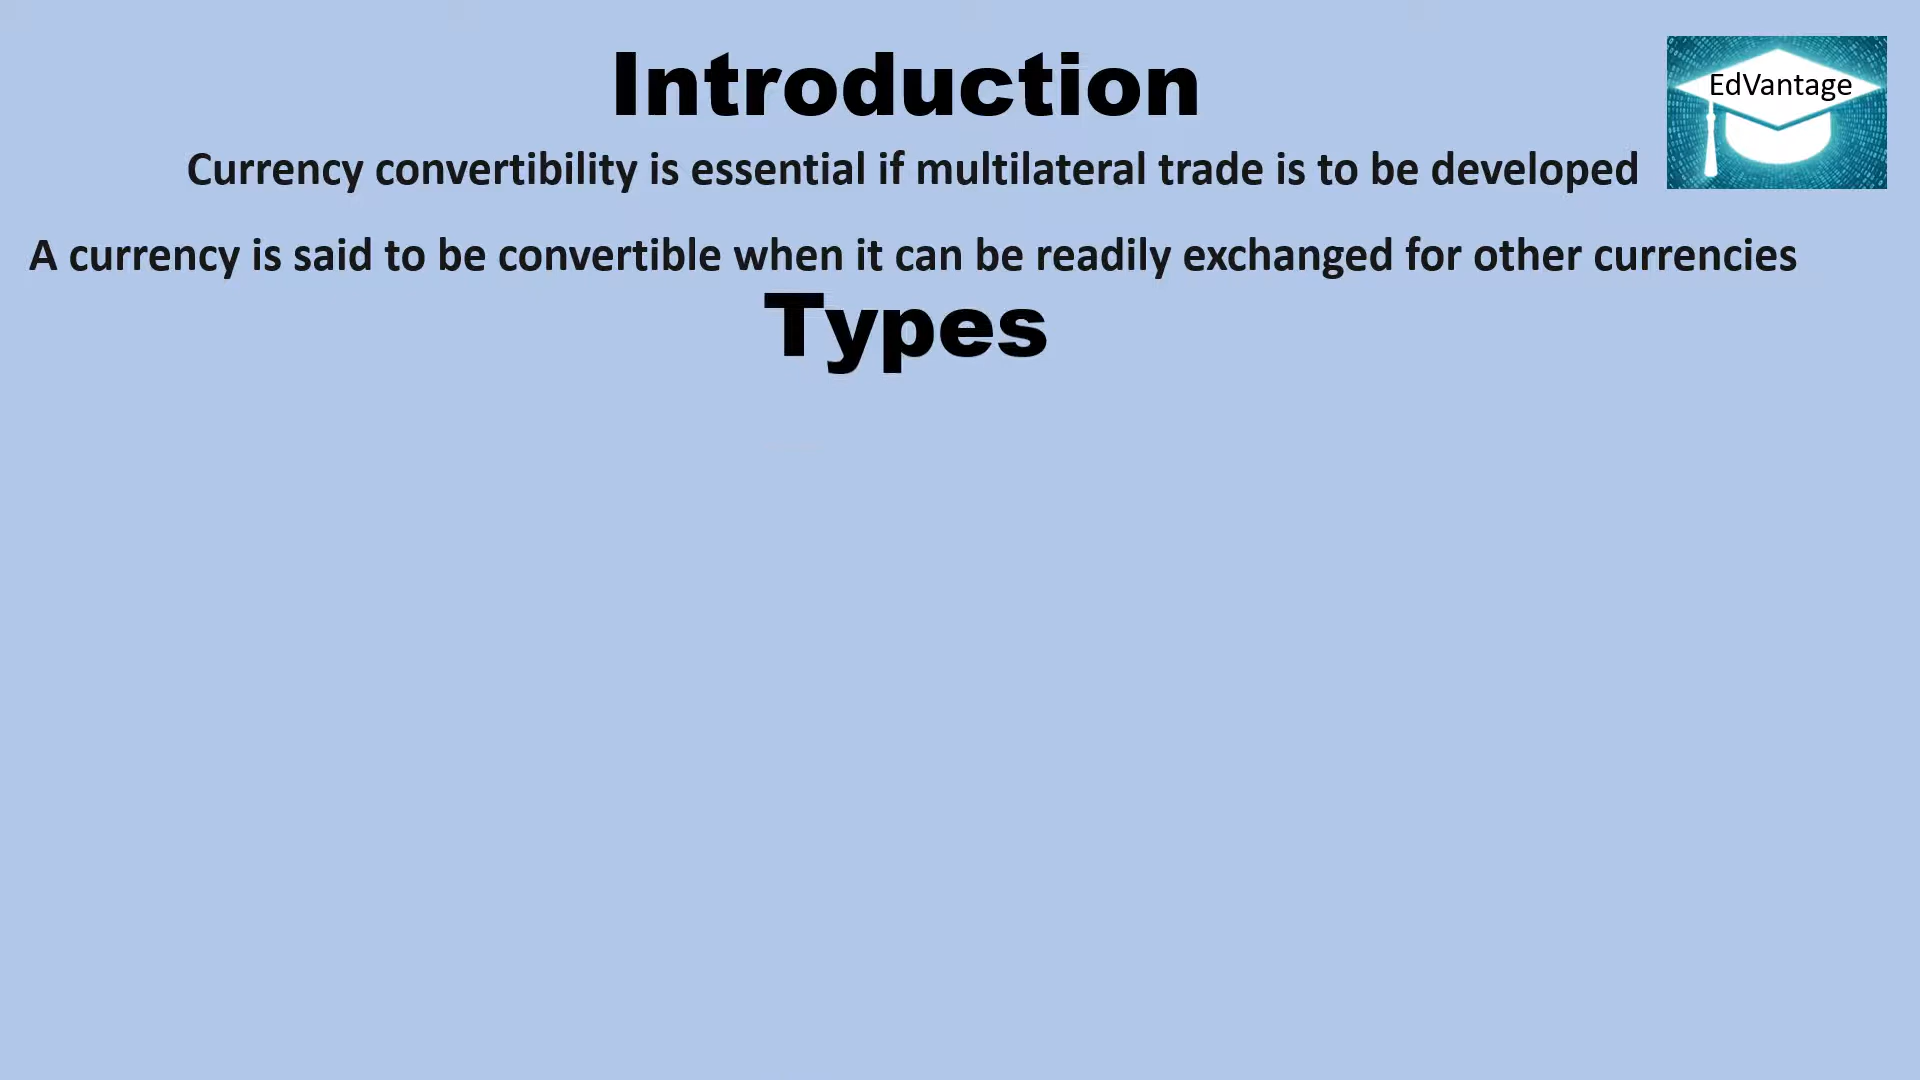 Introduction
EdVantage
Currency convertibility is essential if multilateral trade is to be developed
A currency is said to be convertible when it can be readily exchanged for other currencies
Types